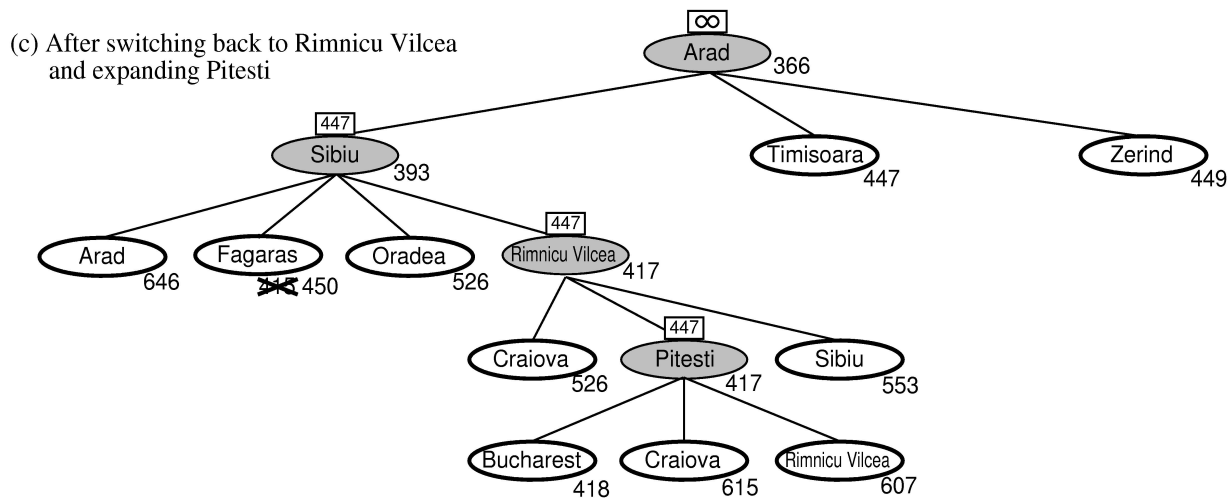 (c) After switching back to Rimnicu Vilcea
and expanding Pitesti
∞
Arad
366
447
Sibiu
393
Timisoara
447
Zerind
449
Arad
646
Fagaras
415 450
Oradea
526
447
Rimnicu Vilcea
417
Craiova
526
447
Pitesti
417
Sibiu
553
Bucharest
418
Craiova
615
Rimnicu Vilcea
607